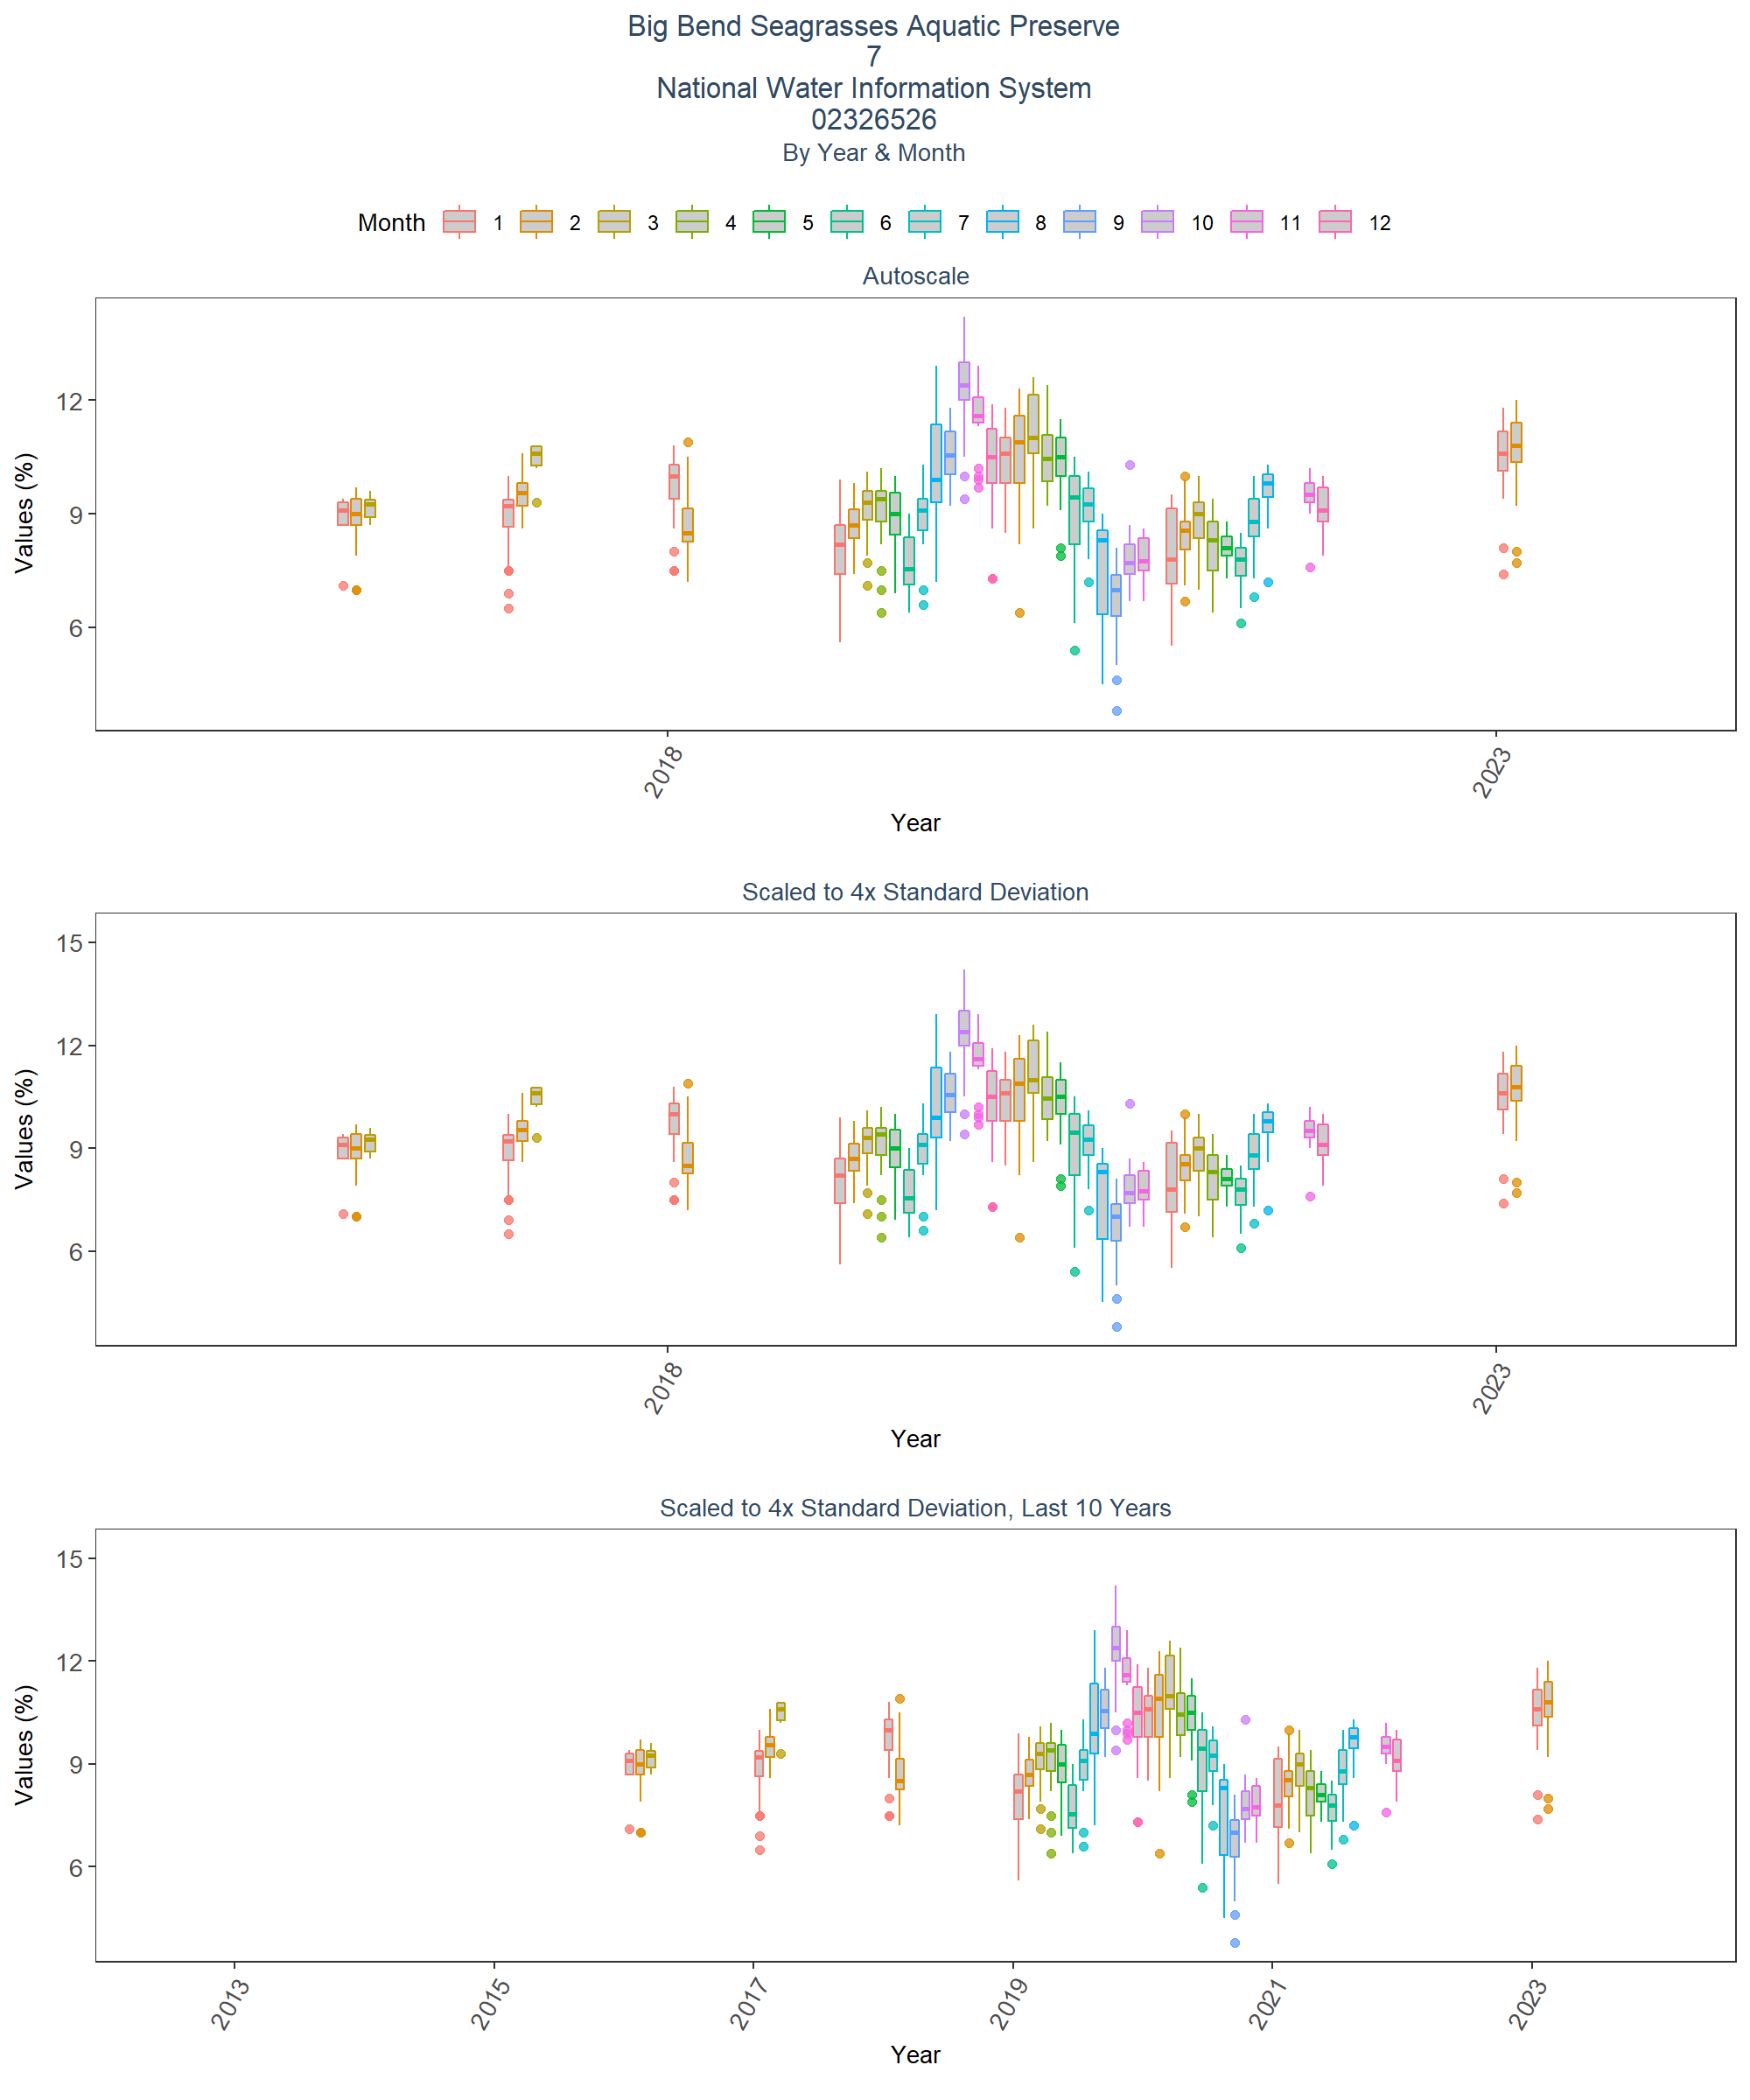 Big Bend Seagrasses Aquatic Preserve
7
National Water Information System
02326526
By Year & Month
Month 1 2 3 4 5 6 7 8 9 10 11 12
Autoscale
Values (%)
12
9
6
2018 2023
Year
Scaled to 4x Standard Deviation
Values (%)
15
12
9
6
2018 2023
Year
Scaled to 4x Standard Deviation, Last 10 Years
Values (%)
15
12
9
6
2013 2015 2017 2019 2021 2023
Year